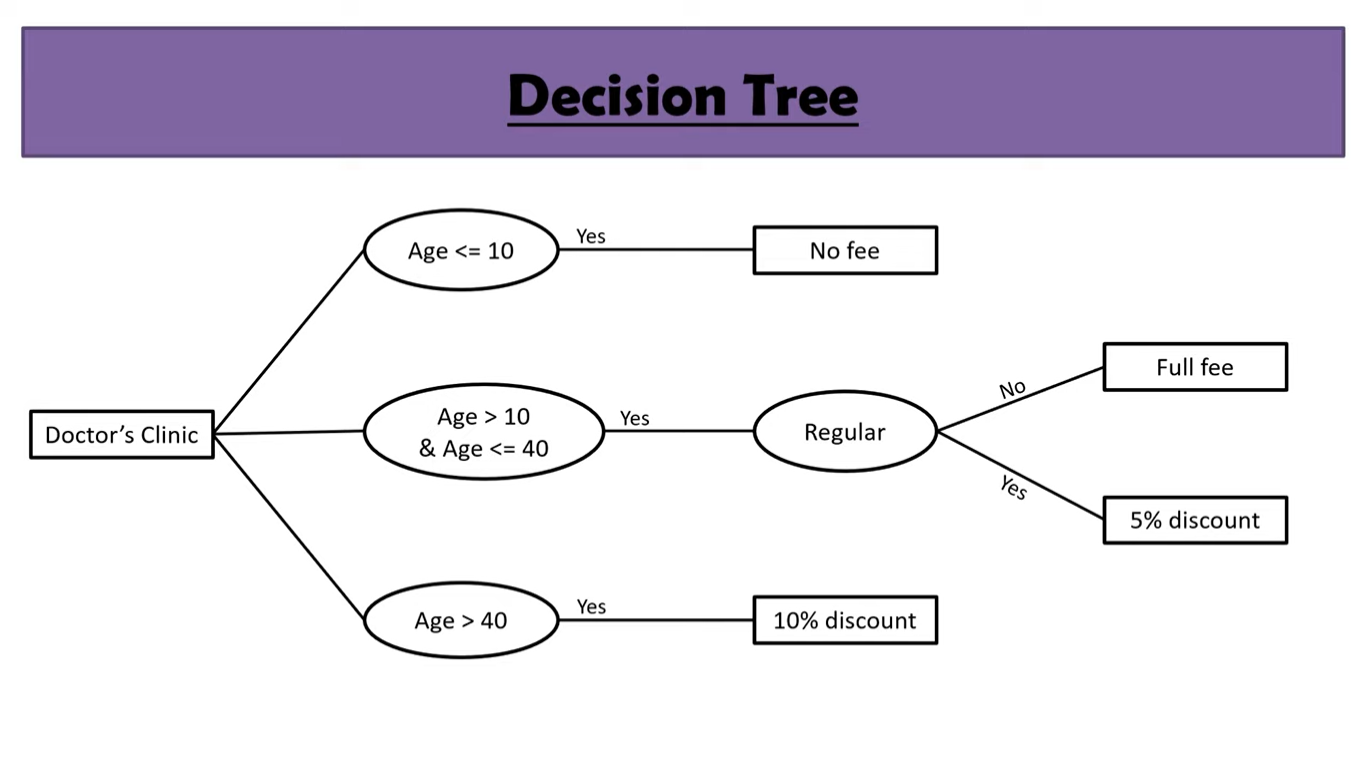 Decision Tree
Age <= 10
Yes
No fee
Doctor's Clinic
Age > 10
& Age <= 40
Yes
Regular
No
Full fee
Yes
5% discount
Age > 40
Yes
10% discount